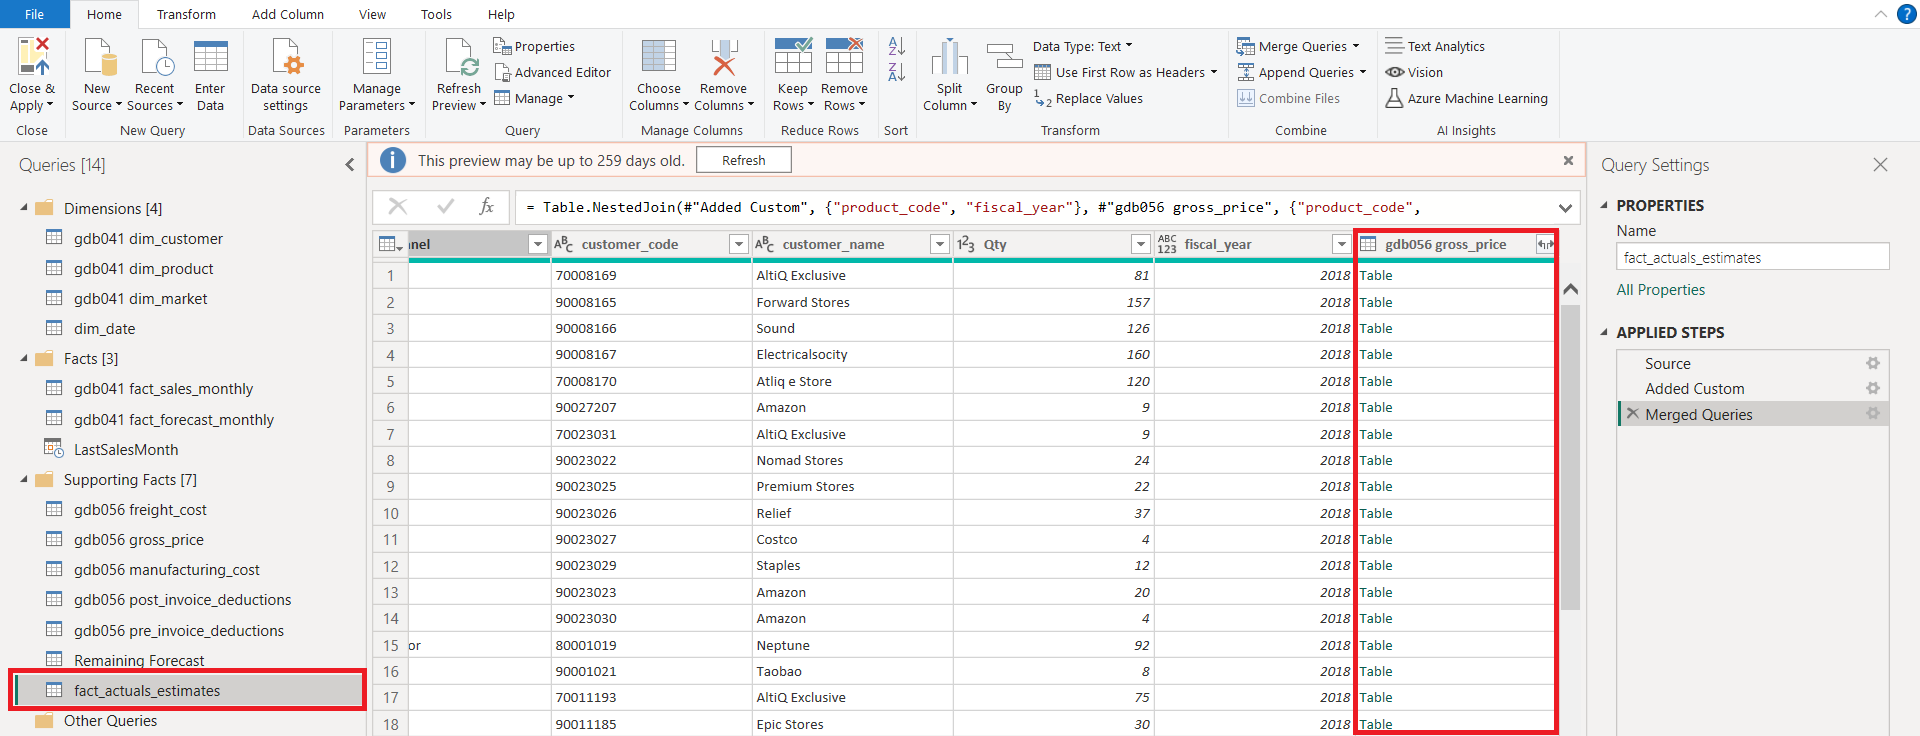 File Home Transform Add Column View Tools Help
Close & Apply
Close
New Source
Recent Sources
Enter Data
New Query
Data source settings
Data Sources
Manage Parameters
Parameters
Refresh Preview
Properties
Advanced Editor
Manage
Query
Choose Columns
Remove Columns
Manage Columns
Keep Rows
Remove Rows
Reduce Rows
Sort
Split Column
Group By
Data Type: Text
Use First Row as Headers
Replace Values
Transform
Merge Queries
Append Queries
Combine Files
Combine
Text Analytics
Vision
Azure Machine Learning
AI Insights
Queries [14]
Dimensions [4]
gdb041 dim_customer
gdb041 dim_product
gdb041 dim_market
dim_date
Facts [3]
gdb041 fact_sales_monthly
gdb041 fact_forecast_monthly
LastSalesMonth
Supporting Facts [7]
gdb056 freight_cost
gdb056 gross_price
gdb056 manufacturing_cost
gdb056 post_invoice_deductions
gdb056 pre_invoice_deductions
Remaining Forecast
fact_actuals_estimates
Other Queries
This preview may be up to 259 days old. Refresh
fx = Table.NestedJoin(#"Added Custom", {"product_code", "fiscal_year"}, #"gdb056 gross_price", {"product_code",
nel ABC customer_code ABC customer_name 123 Qty ABC 123 fiscal_year gdb056 gross_price
1 70008169 AltiQ Exclusive 81 2018 Table
2 90008165 Forward Stores 157 2018 Table
3 90008166 Sound 126 2018 Table
4 90008167 Electricalsocity 160 2018 Table
5 70008170 Atliq e Store 120 2018 Table
6 90027207 Amazon 9 2018 Table
7 70023031 AltiQ Exclusive 9 2018 Table
8 90023022 Nomad Stores 24 2018 Table
9 90023025 Premium Stores 22 2018 Table
10 90023026 Relief 37 2018 Table
11 90023027 Costco 4 2018 Table
12 90023029 Staples 12 2018 Table
13 90023023 Amazon 20 2018 Table
14 90023030 Amazon 4 2018 Table
15 or 80001019 Neptune 92 2018 Table
16 90001021 Taobao 8 2018 Table
17 70011193 AltiQ Exclusive 75 2018 Table
18 90011185 Epic Stores 30 2018 Table
Query Settings
PROPERTIES
Name
fact_actuals_estimates
All Properties
APPLIED STEPS
Source
Added Custom
Merged Queries